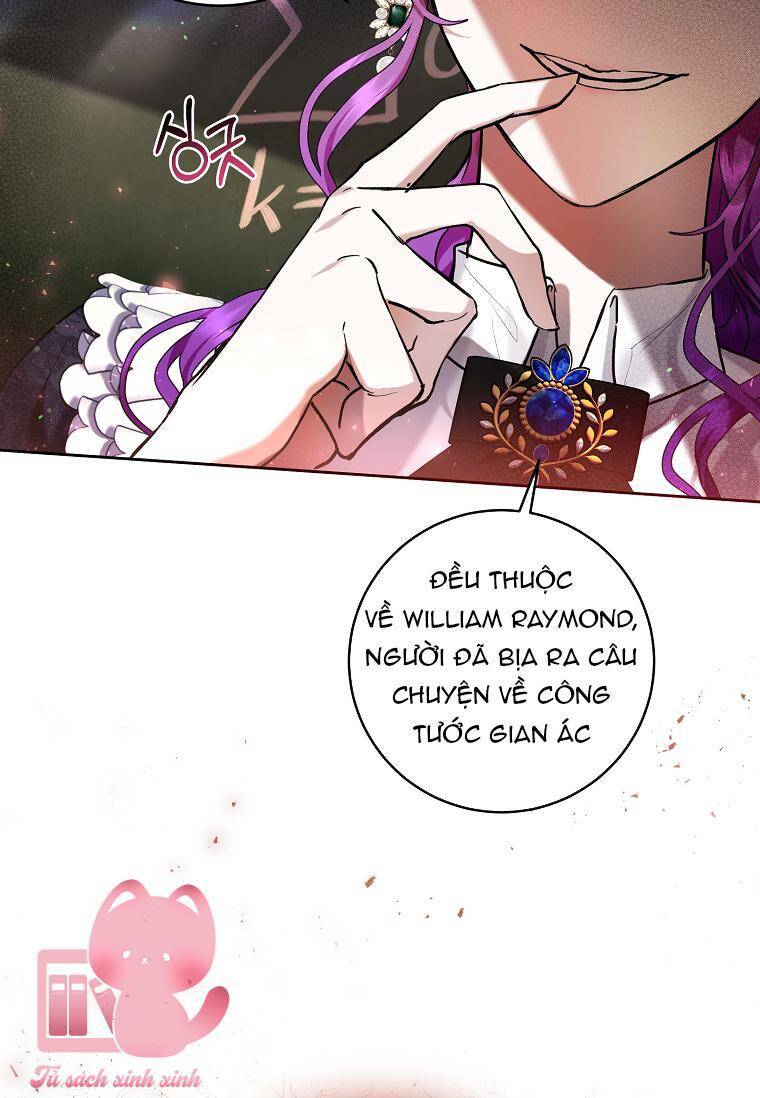 싱긋
k=
ĐỀU THUỘC
VỀ WILLIAM RAYMOND,
NGƯỜI ĐÃ BỊA RA CÂU
CHUYỆN VỀ CÔNG
TƯỚC GIAN ÁC
Tủ sách xinh xinh